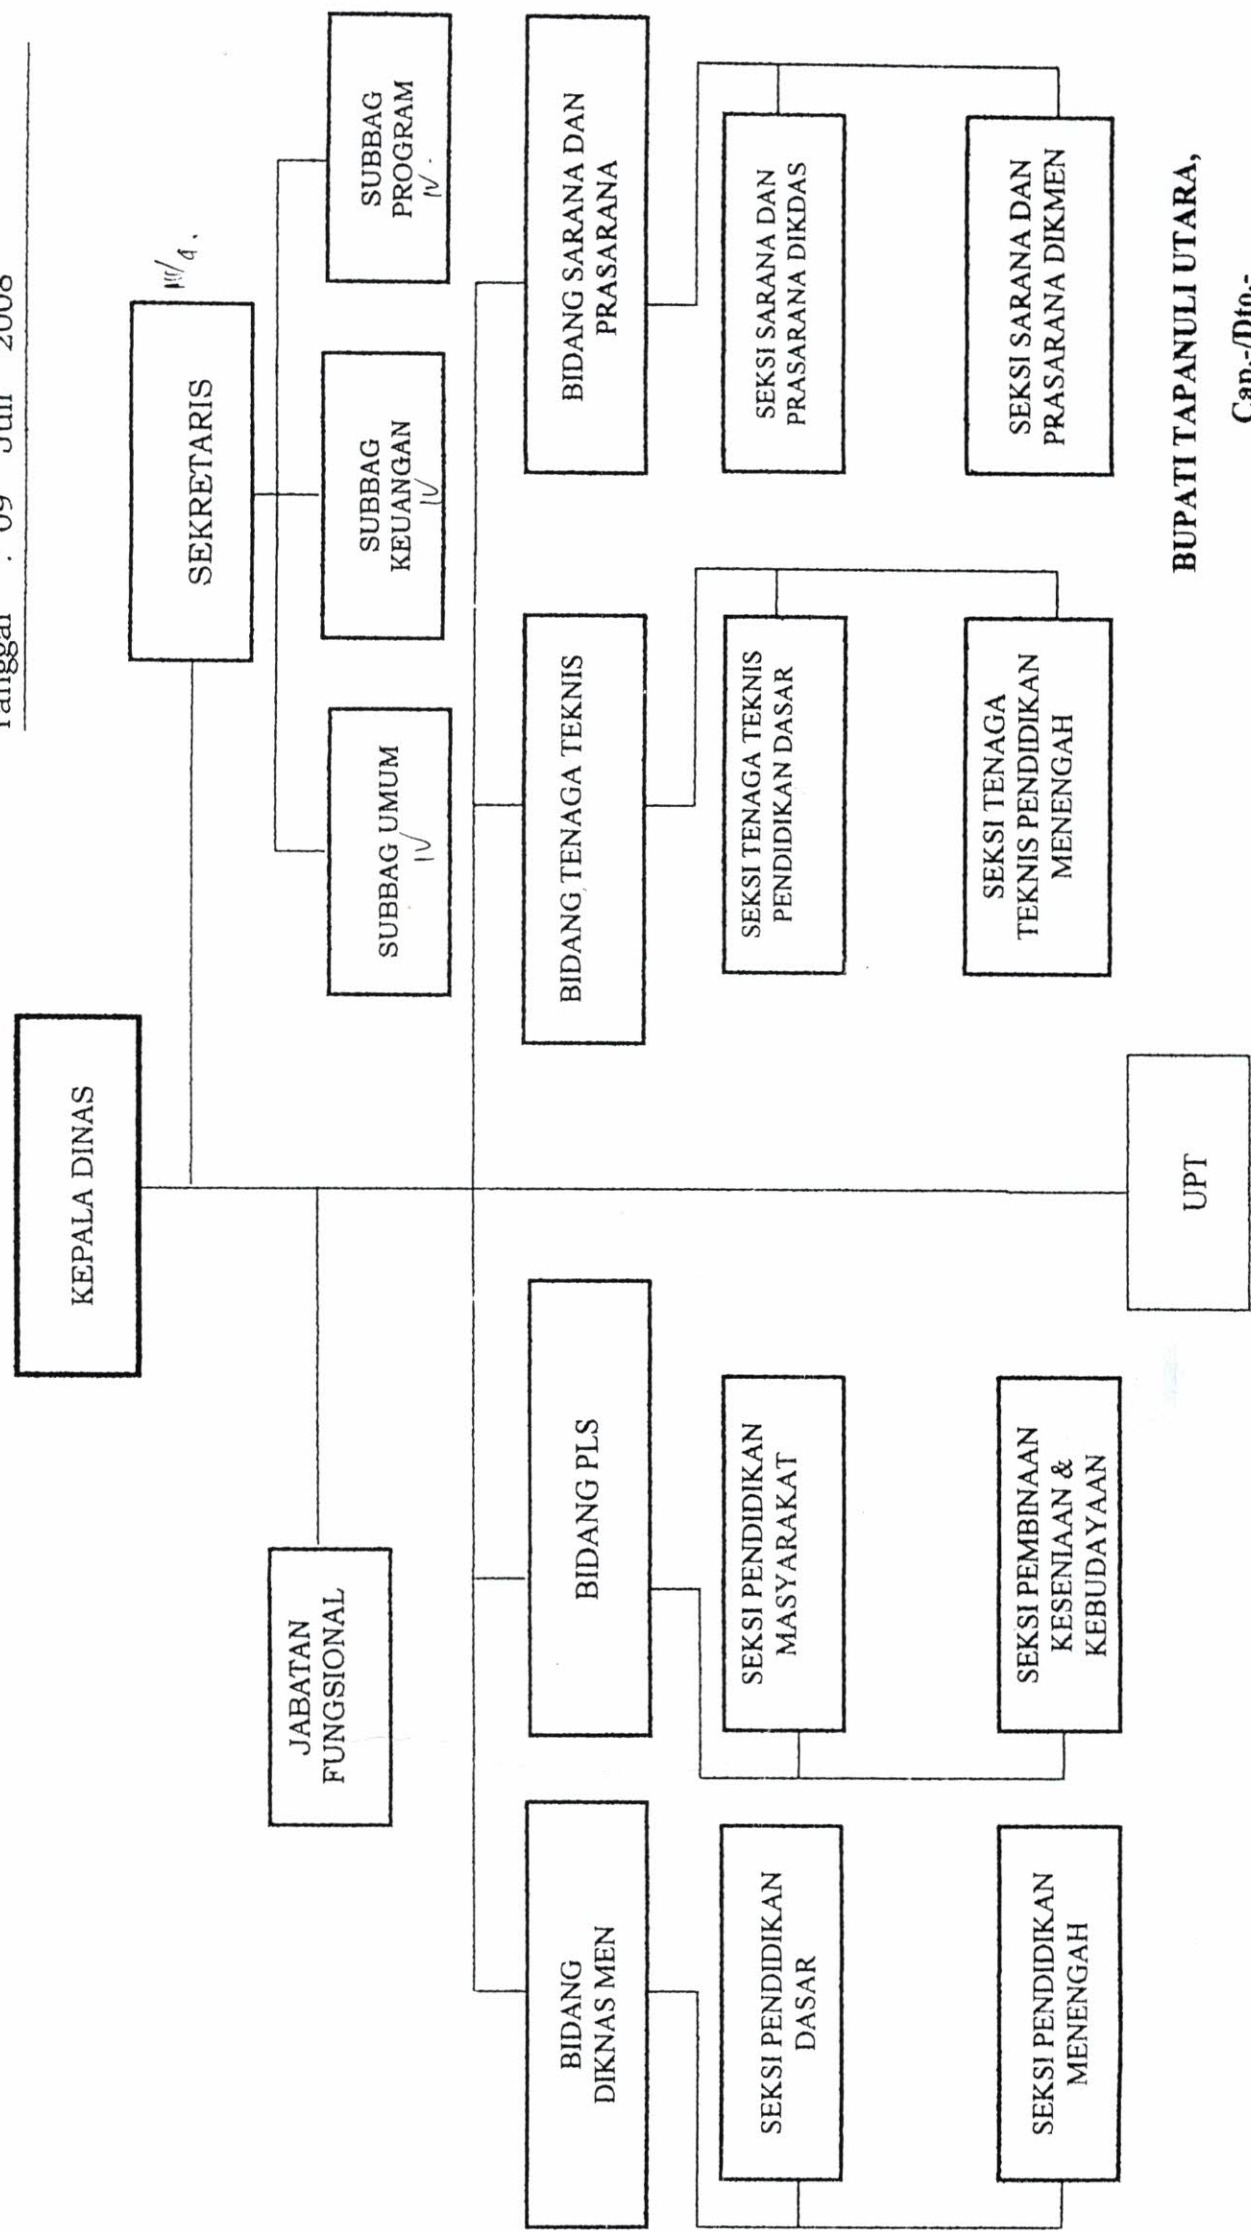 Tanggal : 09 Juli 2008
KEPALA DINAS
SEKRETARIS
III/a.
JABATAN
FUNGSIONAL
SUBBAG UMUM
IV
SUBBAG
KEUANGAN
IV
SUBBAG
PROGRAM
IV.
BIDANG
DIKNAS MEN
BIDANG PLS
BIDANG TENAGA TEKNIS
BIDANG SARANA DAN
PRASARANA
SEKSI PENDIDIKAN
DASAR
SEKSI PENDIDIKAN
MASYARAKAT
SEKSI TENAGA TEKNIS
PENDIDIKAN DASAR
SEKSI SARANA DAN
PRASARANA DIKDAS
SEKSI PENDIDIKAN
MENENGAH
SEKSI PEMBINAAN
KESENIAAN &
KEBUDAYAAN
SEKSI TENAGA
TEKNIS PENDIDIKAN
MENENGAH
SEKSI SARANA DAN
PRASARANA DIKMEN
UPT
BUPATI TAPANULI UTARA,
Cap.-/Dto.-